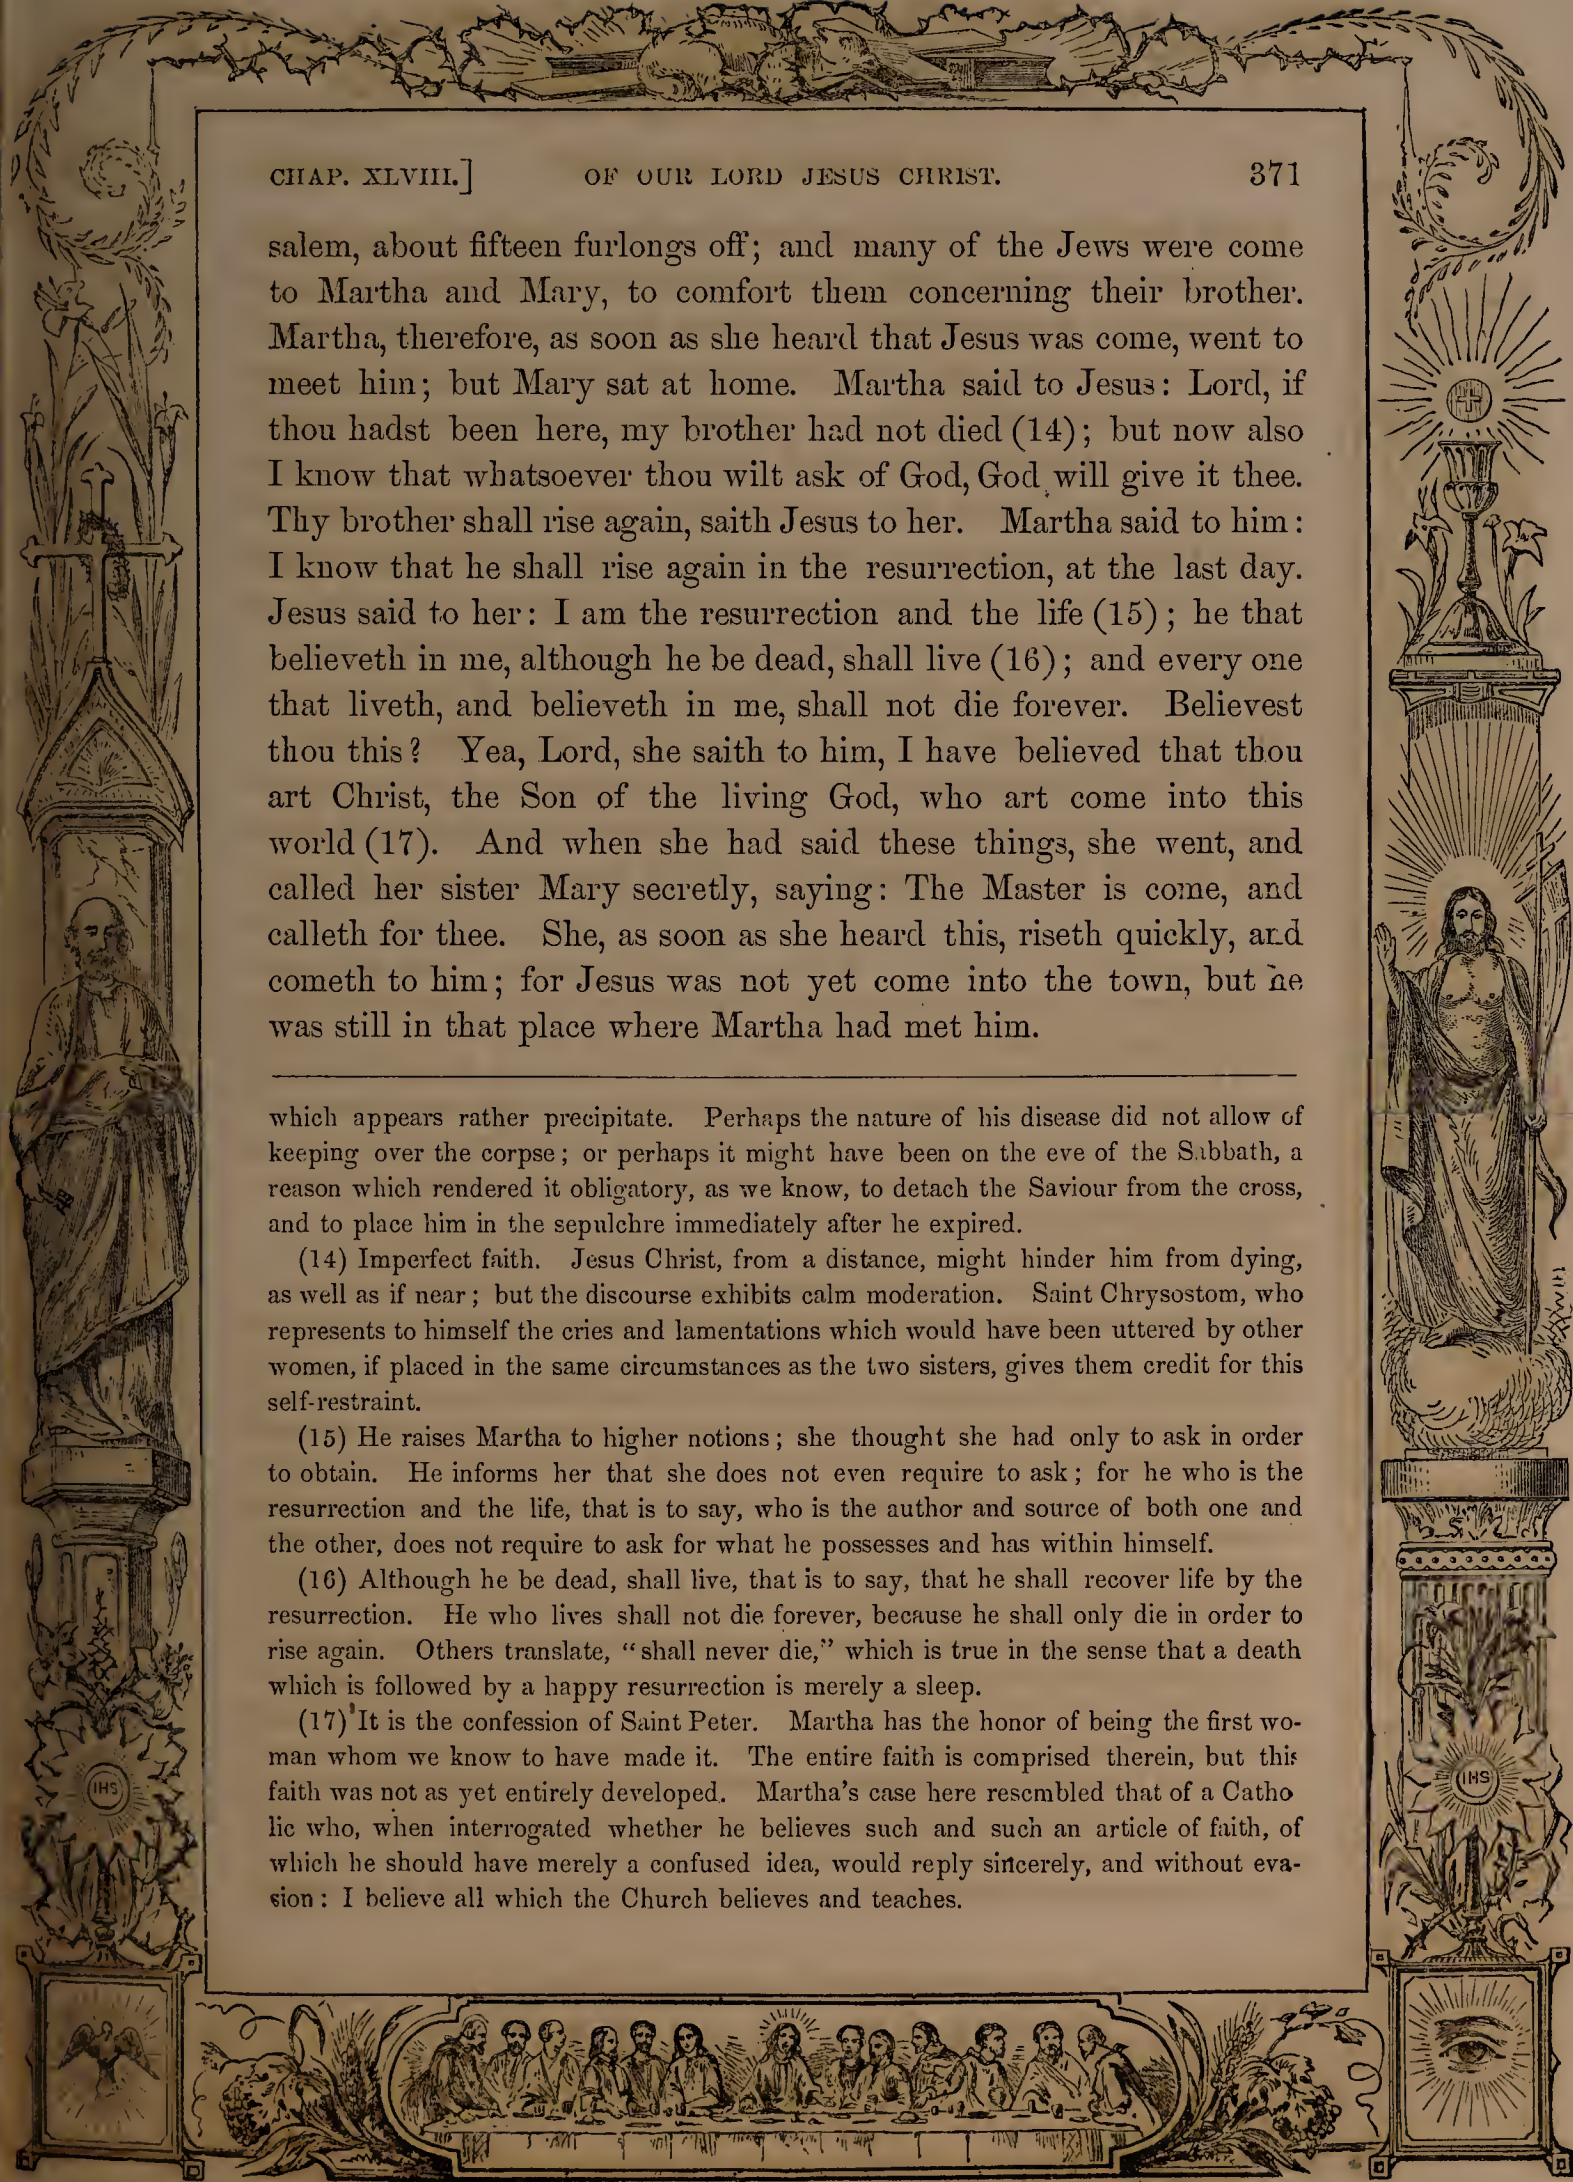 CHAP. XLVIII.] OF OUR LORD JESUS CHRIST. 371
salem, about fifteen furlongs off; and many of the Jews were come
to Martha and Mary, to comfort them concerning their brother.
Martha, therefore, as soon as she heard that Jesus was come, went to
meet him; but Mary sat at home. Martha said to Jesus: Lord, if
thou hadst been here, my brother had not died (14); but now also
I know that whatsoever thou wilt ask of God, God will give it thee.
Thy brother shall rise again, saith Jesus to her. Martha said to him:
I know that he shall rise again in the resurrection, at the last day.
Jesus said to her: I am the resurrection and the life (15); he that
believeth in me, although he be dead, shall live (16); and every one
that liveth, and believeth in me, shall not die forever. Believest
thou this? Yea, Lord, she saith to him, I have believed that thou
art Christ, the Son of the living God, who art come into this
world (17). And when she had said these things, she went, and
called her sister Mary secretly, saying: The Master is come, and
calleth for thee. She, as soon as she heard this, riseth quickly, and
cometh to him; for Jesus was not yet come into the town, but he
was still in that place where Martha had met him.
which appears rather precipitate. Perhaps the nature of his disease did not allow of
keeping over the corpse; or perhaps it might have been on the eve of the Sabbath, a
reason which rendered it obligatory, as we know, to detach the Saviour from the cross,
and to place him in the sepulchre immediately after he expired.
(14) Imperfect faith. Jesus Christ, from a distance, might hinder him from dying,
as well as if near; but the discourse exhibits calm moderation. Saint Chrysostom, who
represents to himself the cries and lamentations which would have been uttered by other
women, if placed in the same circumstances as the two sisters, gives them credit for this
self-restraint.
(15) He raises Martha to higher notions; she thought she had only to ask in order
to obtain. He informs her that she does not even require to ask; for he who is the
resurrection and the life, that is to say, who is the author and source of both one and
the other, does not require to ask for what he possesses and has within himself.
(16) Although he be dead, shall live, that is to say, that he shall recover life by the
resurrection. He who lives shall not die forever, because he shall only die in order to
rise again. Others translate, "shall never die," which is true in the sense that a death
which is followed by a happy resurrection is merely a sleep.
(17) It is the confession of Saint Peter. Martha has the honor of being the first wo-
man whom we know to have made it. The entire faith is comprised therein, but this
faith was not as yet entirely developed. Martha's case here resembled that of a Catho
lic who, when interrogated whether he believes such and such an article of faith, of
which he should have merely a confused idea, would reply sincerely, and without eva-
sion: I believe all which the Church believes and teaches.
IHS
IHS